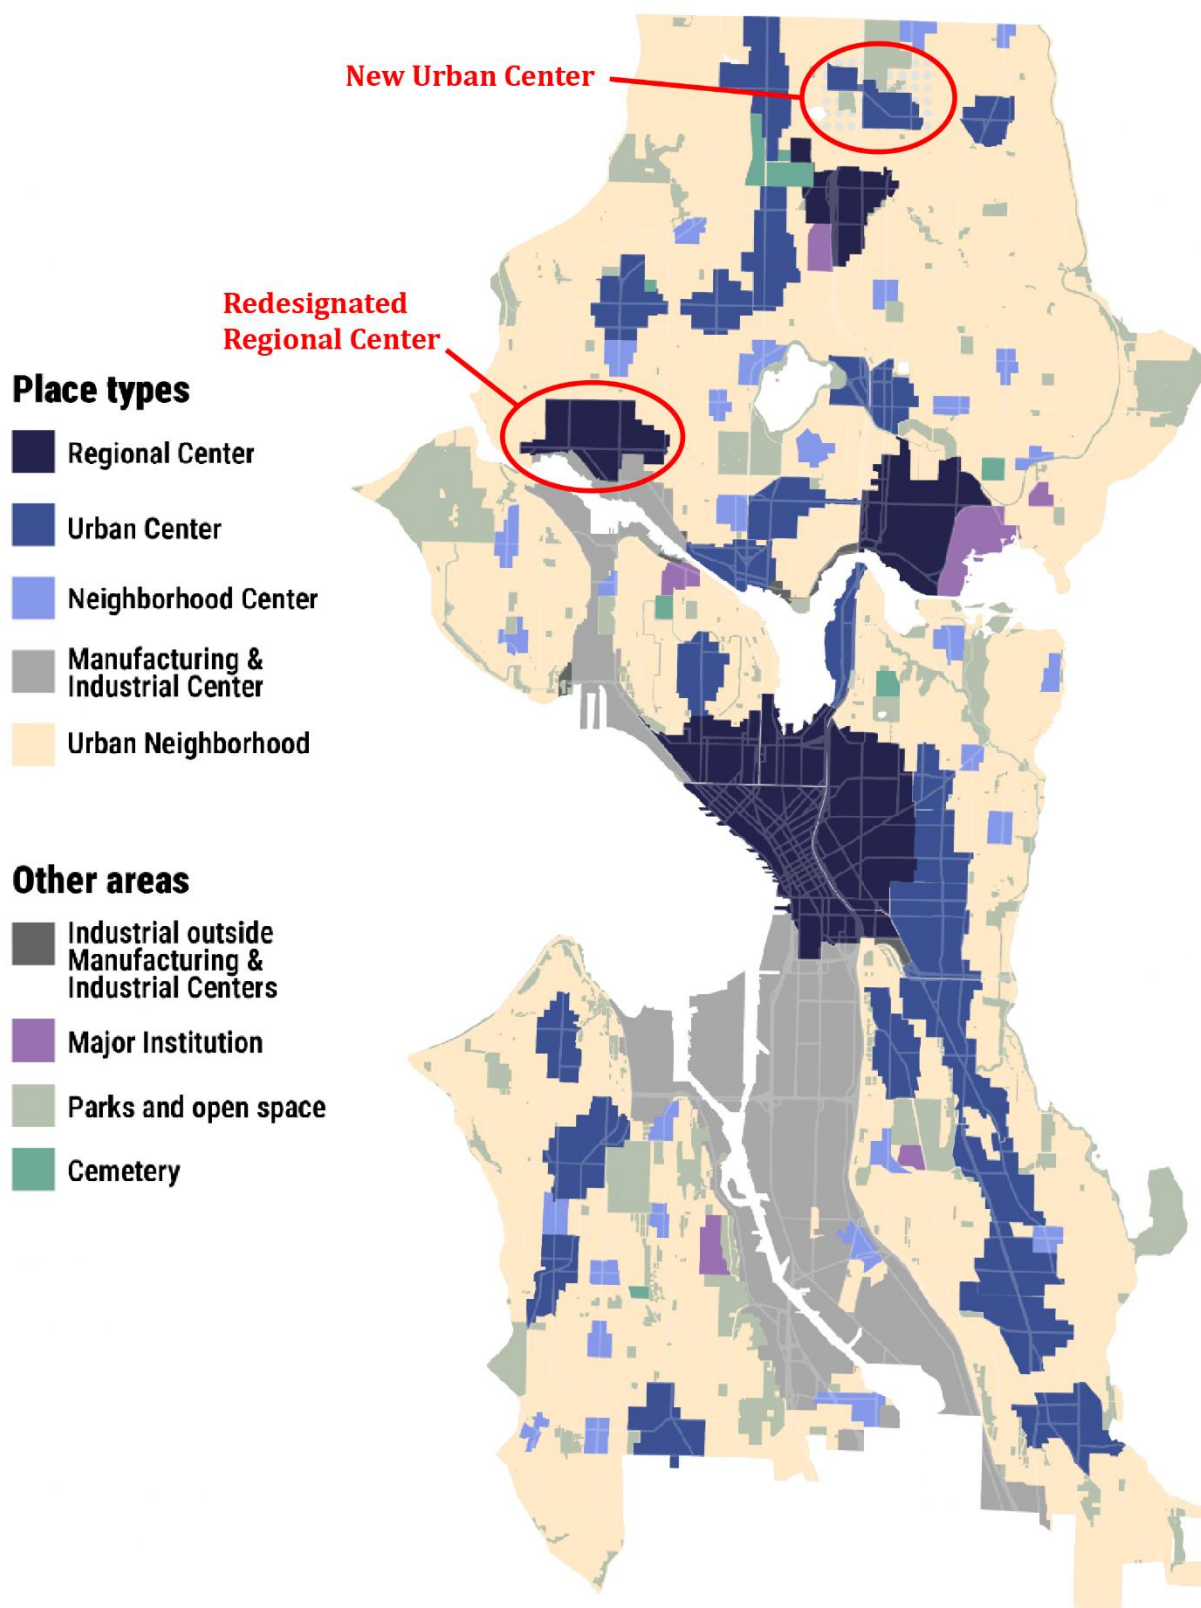 New Urban Center
Redesignated
Regional Center
Place types
Regional Center
Urban Center
Neighborhood Center
Manufacturing &
Industrial Center
Urban Neighborhood
Other areas
Industrial outside
Manufacturing &
Industrial Centers
Major Institution
Parks and open space
Cemetery